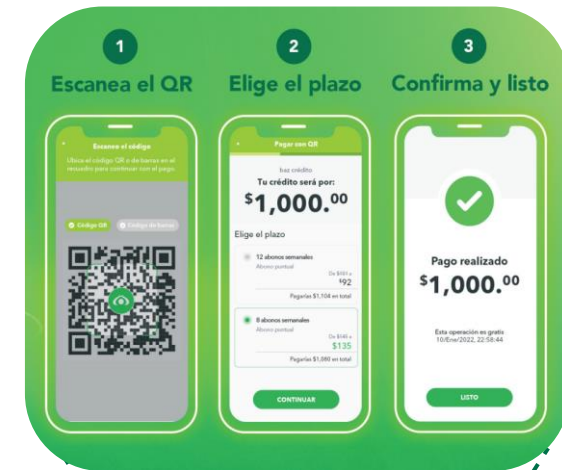 1
Escanea el QR
Escanea el código
Ubica el código QR o de barras en el
recuadro para continuar con el pago.
Código QR
Código de barras
2
Elige el plazo
Pagar con QR
baz crédito
Tu crédito será por:
$1,000.00
Elige el plazo
12 abonos semanales
Abono puntual
$92
Pagarías $1,104 en total
8 abonos semanales
Abono puntual
$135
Pagarías $1,080 en total
CONTINUAR
3
Confirma y listo
Pago realizado
$1,000.00
Esta operación es gratis
10/Ene/2022, 22:58:44
LISTO